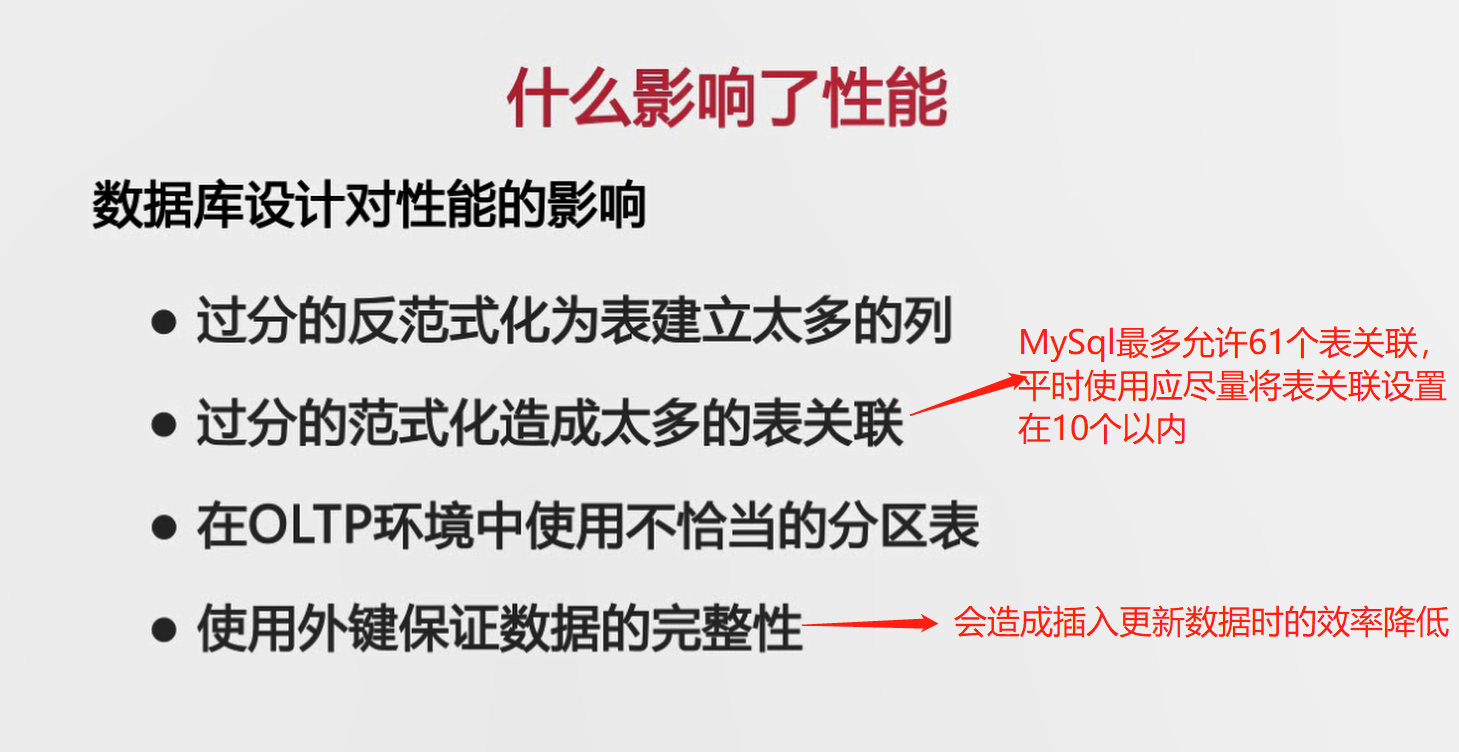 什么影响了性能
数据库设计对性能的影响
● 过分的反范式化为表建立太多的列
● 过分的范式化造成太多的表关联
MySql最多允许61个表关联，
平时使用应尽量将表关联设置
在10个以内
● 在OLTP环境中使用不恰当的分区表
● 使用外键保证数据的完整性
会造成插入更新数据时的效率降低